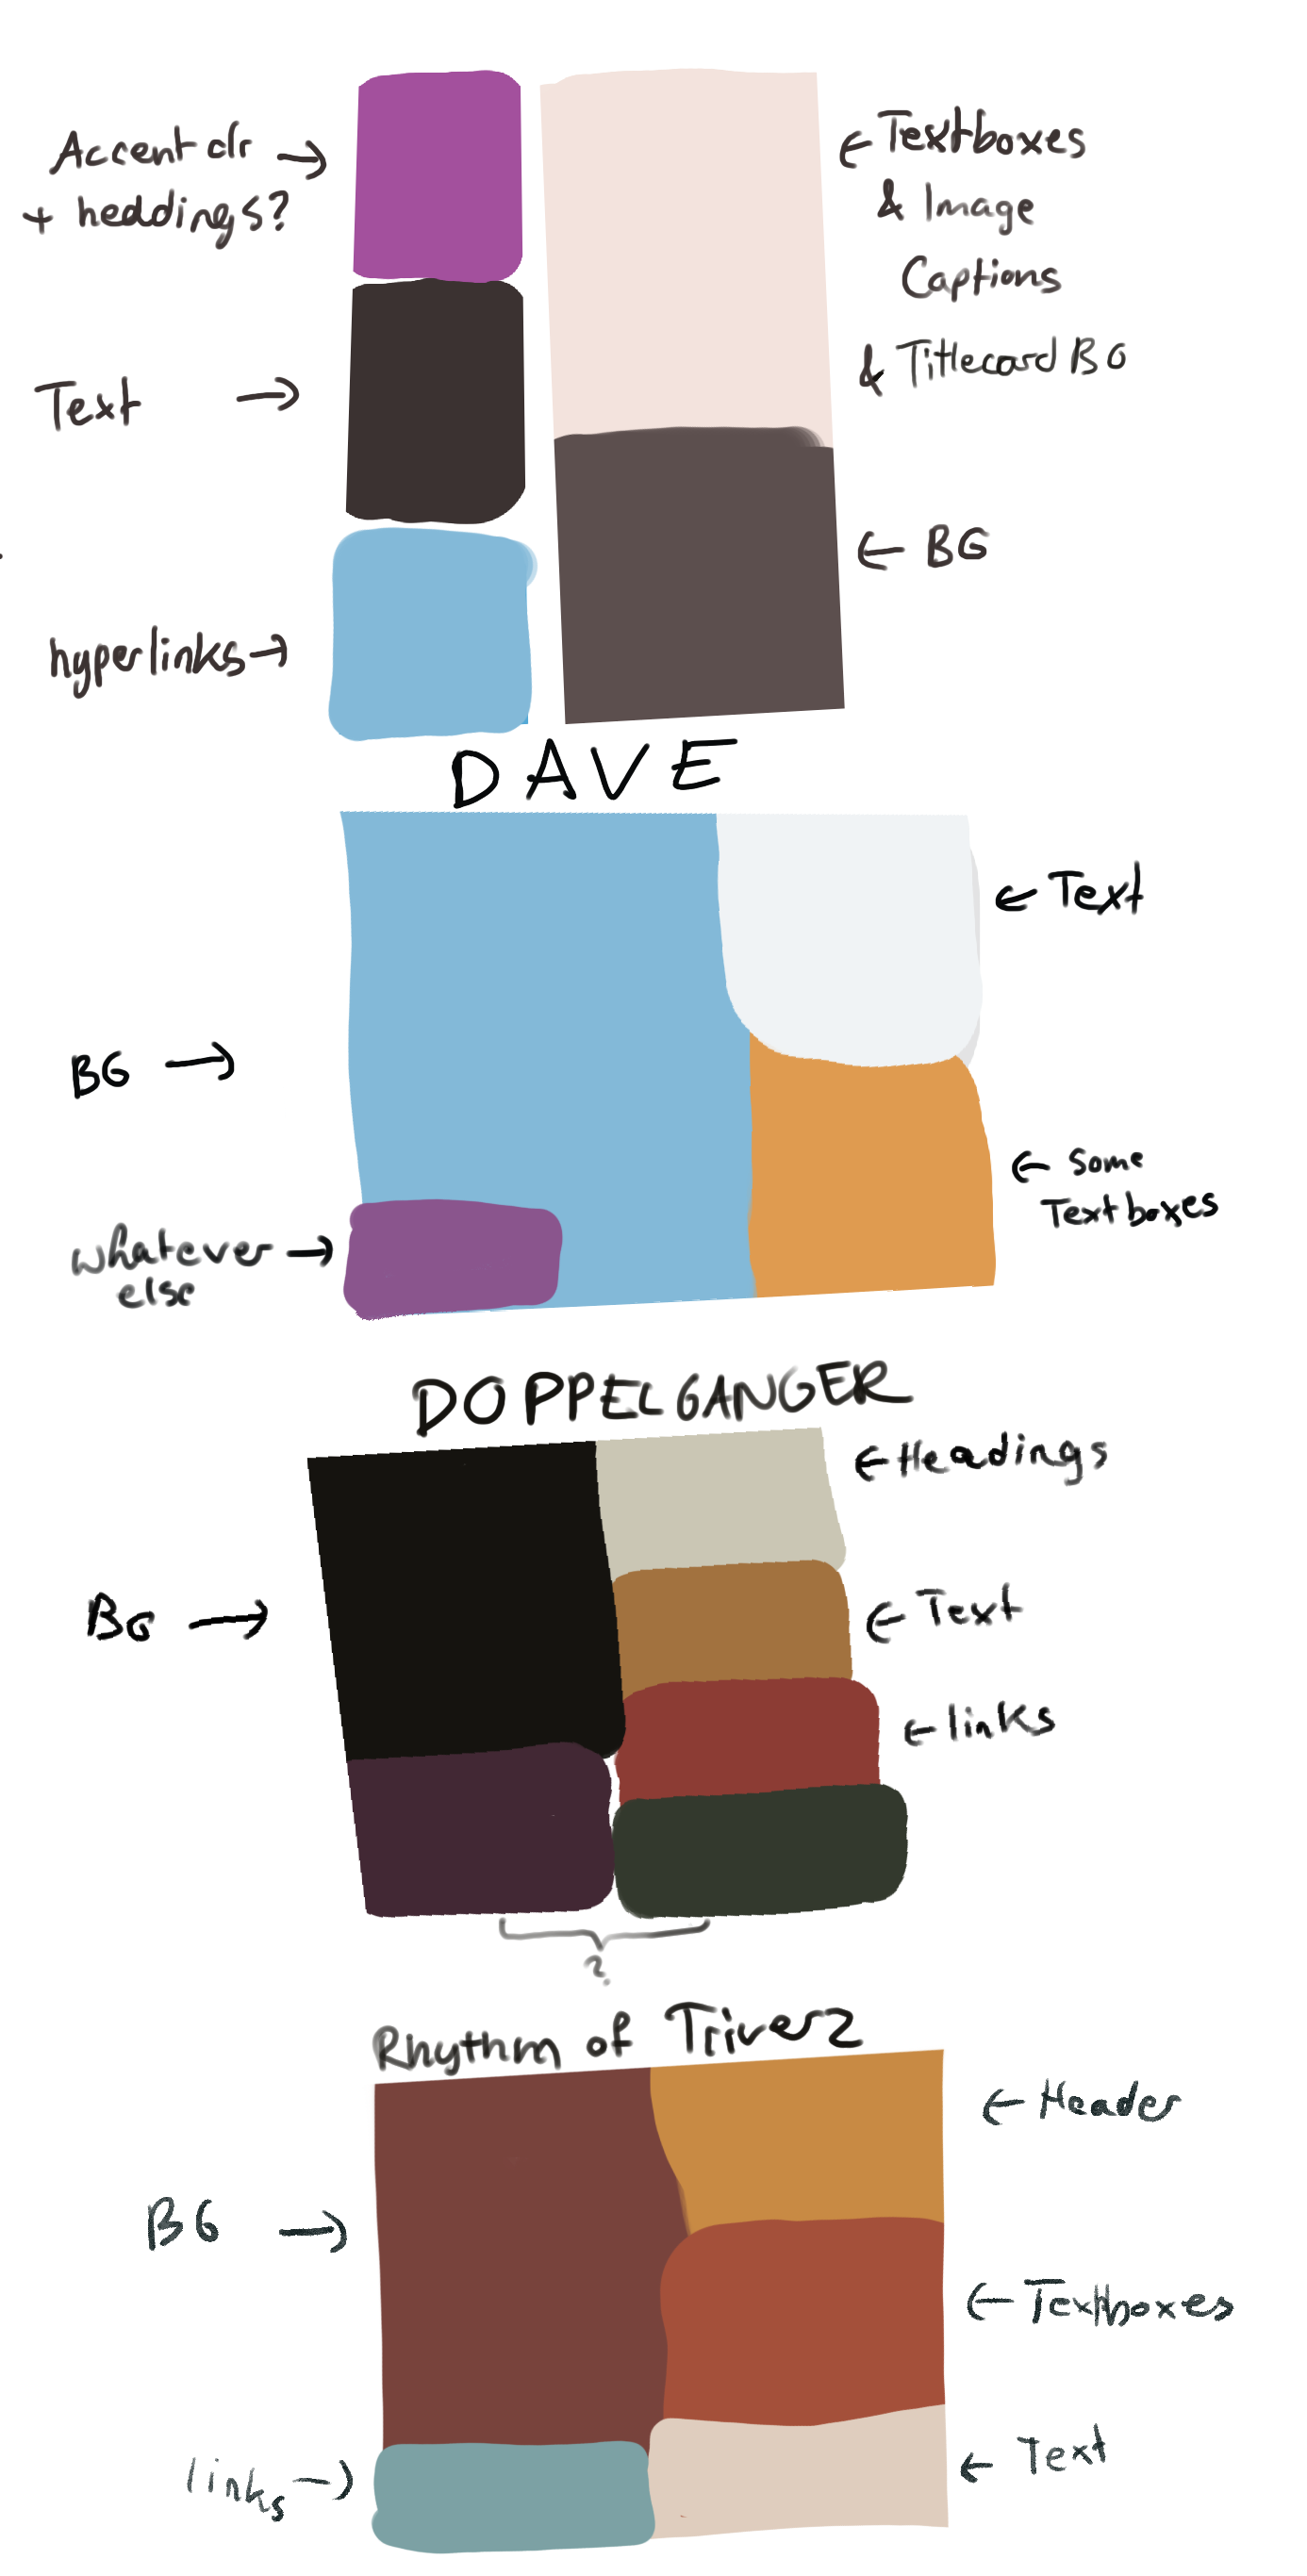 Accent clr →
+ heddings?
← Textboxes
& Image
Captions
& Titlecard BG
Text →
← BG
hyperlinks →
DAVE
← Text
BG →
← Some
Textboxes
whatever →
else
DOPPELGANGER
← Headings
BG →
← Text
← links
?
Rhythm of Triverz
← Header
BG →
← Textboxes
← Text
links →